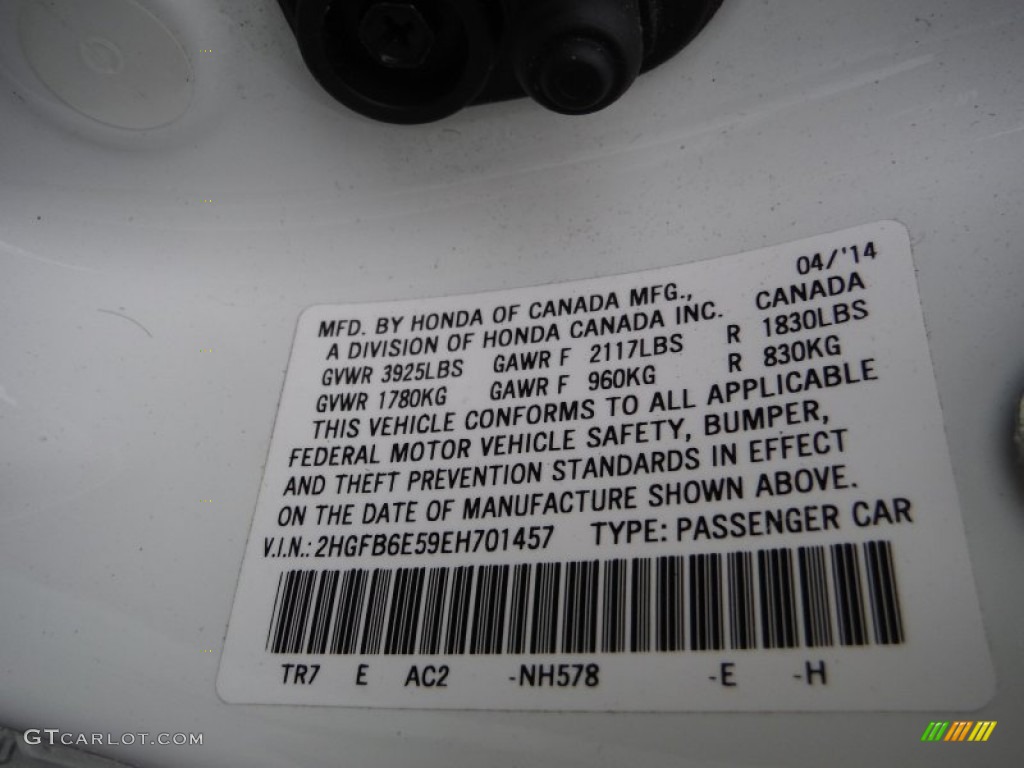 04/'14
MFD. BY HONDA OF CANADA MFG.,
A DIVISION OF HONDA CANADA INC. CANADA
GVWR 3925LBS GAWR F 2117LBS R 1830LBS
GVWR 1780KG GAWR F 960KG R 830KG
THIS VEHICLE CONFORMS TO ALL APPLICABLE
FEDERAL MOTOR VEHICLE SAFETY, BUMPER,
AND THEFT PREVENTION STANDARDS IN EFFECT
ON THE DATE OF MANUFACTURE SHOWN ABOVE.
V.I.N.: 2HGFB6E59EH701457 TYPE: PASSENGER CAR
TR7 E AC2 -NH578 -E -H
GTCARLOT.COM